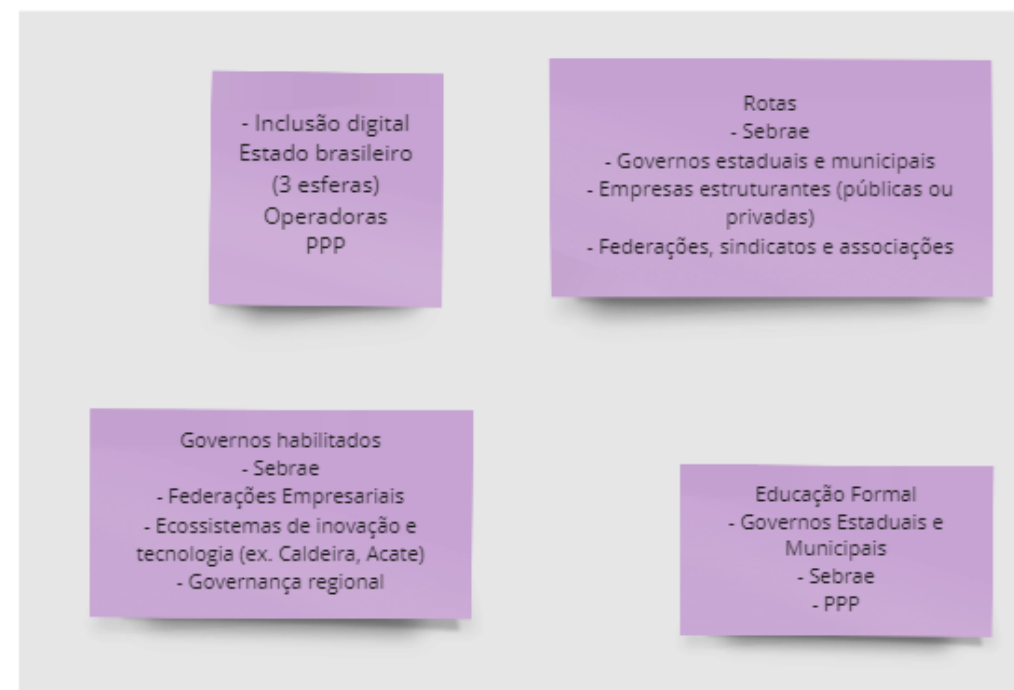 - Inclusão digital
Estado brasileiro
(3 esferas)
Operadoras
PPP
Rotas
- Sebrae
- Governos estaduais e municipais
- Empresas estruturantes (públicas ou
privadas)
- Federações, sindicatos e associações
Governos habilitados
- Sebrae
- Federações Empresariais
- Ecossistemas de inovação e
tecnologia (ex. Caldeira, Acate)
- Governança regional
Educação Formal
- Governos Estaduais e
Municipais
- Sebrae
- PPP